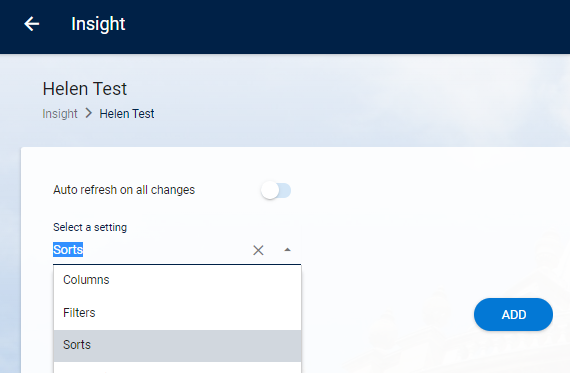 Insight
Helen Test
Insight > Helen Test
Auto refresh on all changes
Select a setting
Sorts
Columns
Filters
Sorts
ADD